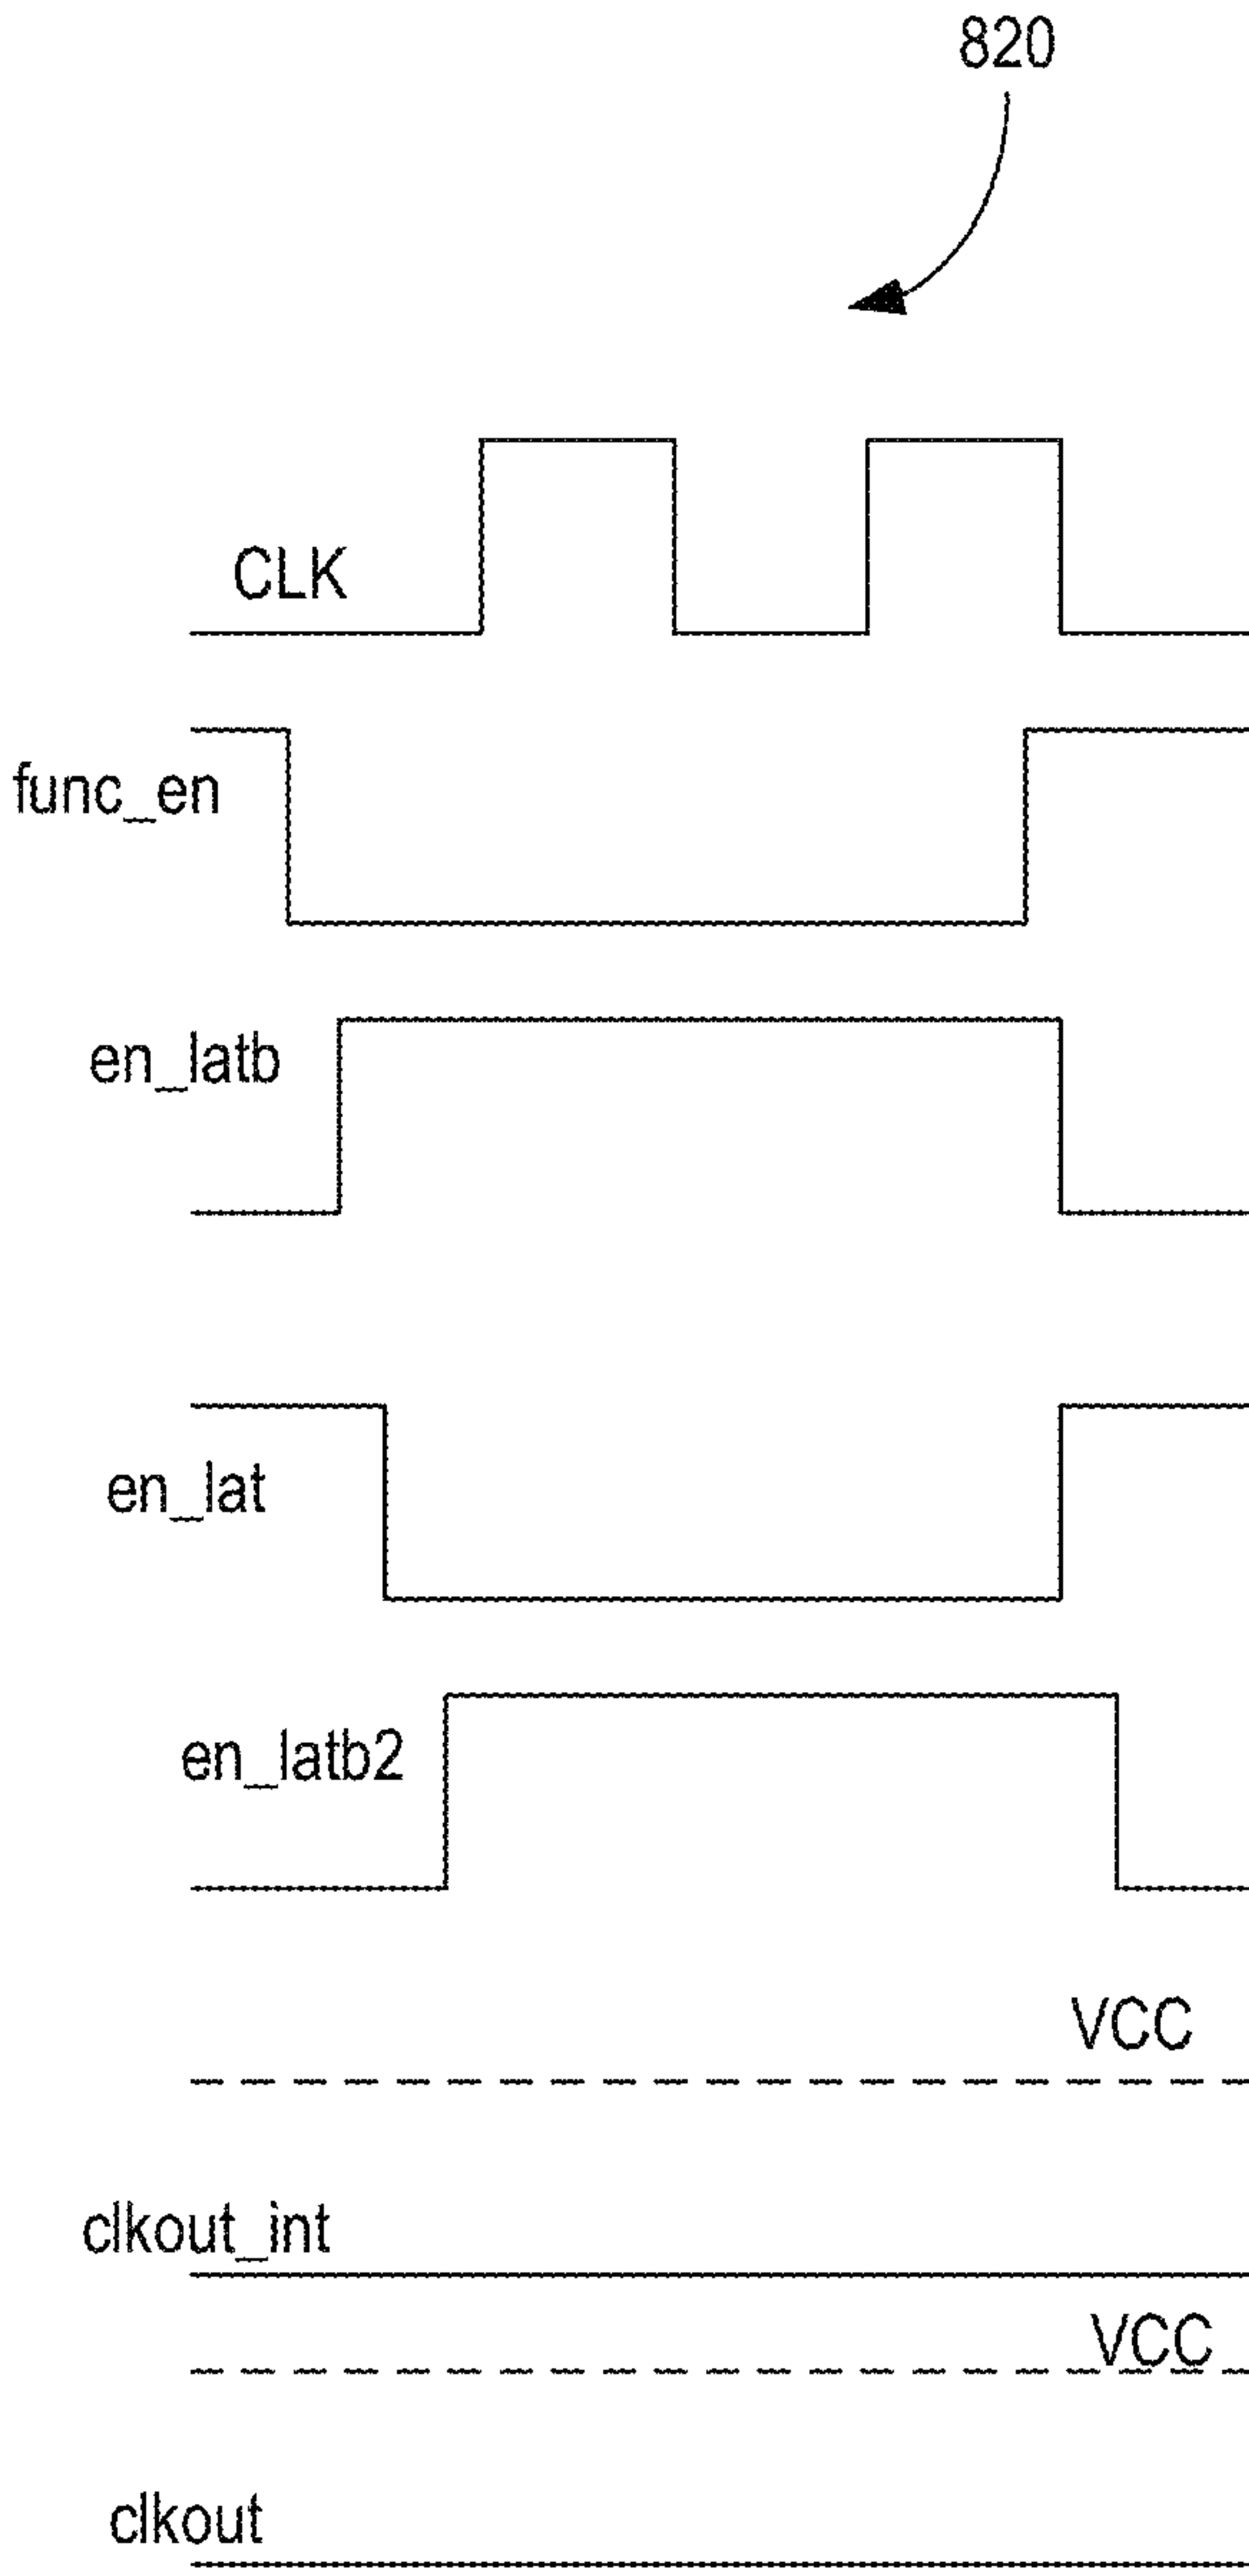 820
CLK
func_en
en_latb
en_lat
en_latb2
VCC
clkout_int
VCC
clkout